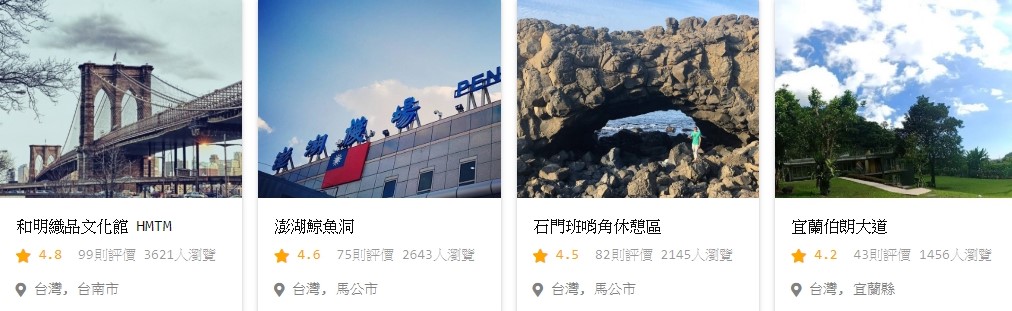 澎湖機場
PEN
和明織品文化館 HMTM
4.8 99則評價 3621人瀏覽
台灣, 台南市
澎湖鯨魚洞
4.6 75則評價 2643人瀏覽
台灣, 馬公市
石門班哨角休憩區
4.5 82則評價 2145人瀏覽
台灣, 馬公市
宜蘭伯朗大道
4.2 43則評價 1456人瀏覽
台灣, 宜蘭縣